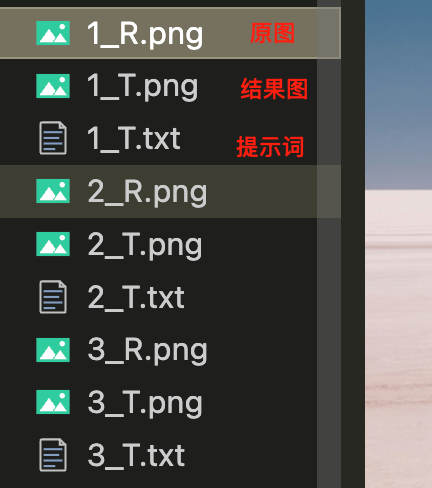 1_R.png 原图
1_T.png 结果图
1_T.txt 提示词
2_R.png
2_T.png
2_T.txt
3_R.png
3_T.png
3_T.txt